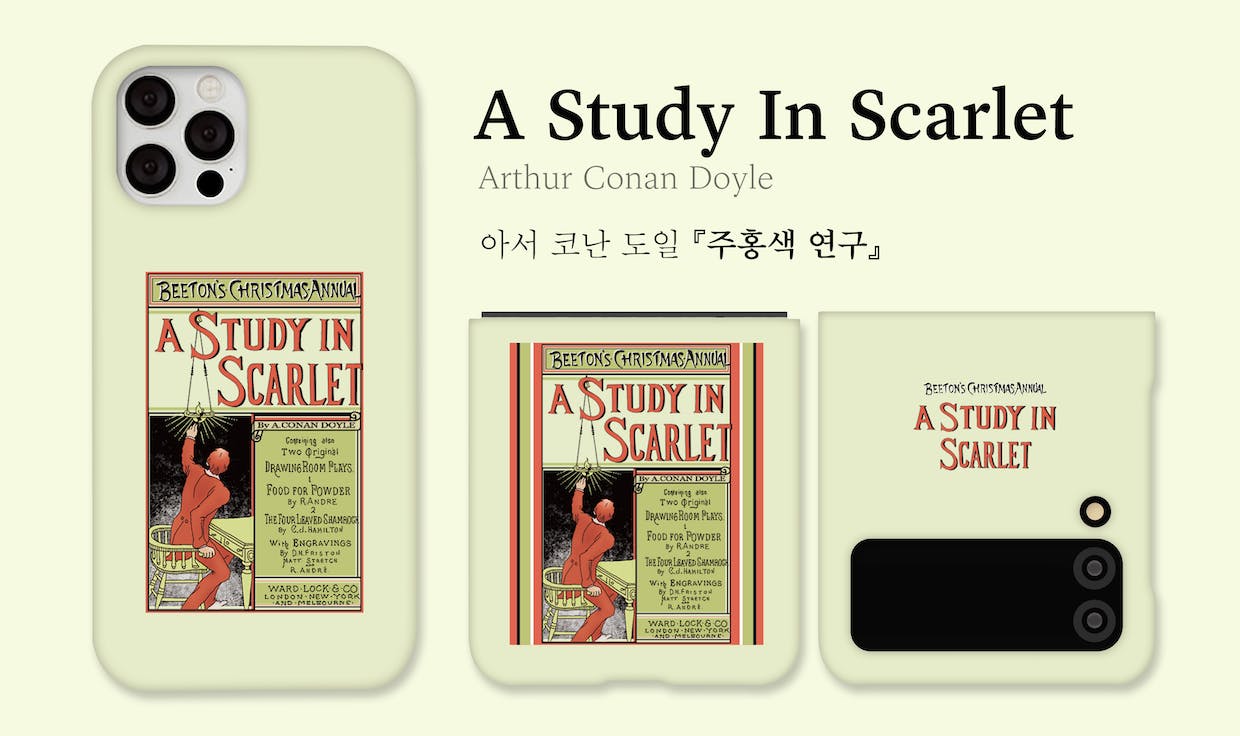 A Study In Scarlet
Arthur Conan Doyle
아서 코난 도일 『주홍색 연구』
BEETON'S CHRISTMAS ANNUAL
A STUDY IN
SCARLET
By A. CONAN DOYLE
Containing also
Two Original
DRAWING ROOM PLAYS.
1
FOOD FOR POWDER
By R. ANDRE
2
THE FOUR LEAVED SHAMROCK
By C.J. HAMILTON
With ENGRAVINGS
By D.H. FRISTON
MATT STRETCH
AND
R. ANDRÉ
WARD·LOCK·&·CO
LONDON·NEW·YORK
·AND·MELBOURNE·
BEETON'S CHRISTMAS ANNUAL
A STUDY IN
SCARLET
By A. CONAN DOYLE
Containing also
Two Original
DRAWING ROOM PLAYS.
1
FOOD FOR POWDER
By R. ANDRE
2
THE FOUR LEAVED SHAMROCK
By C.J. HAMILTON
With ENGRAVINGS
By D.H. FRISTON
MATT STRETCH
AND
R. ANDRÉ
WARD·LOCK·&·CO
LONDON·NEW·YORK
·AND·MELBOURNE·
BEETON'S CHRISTMAS ANNUAL
A STUDY IN
SCARLET